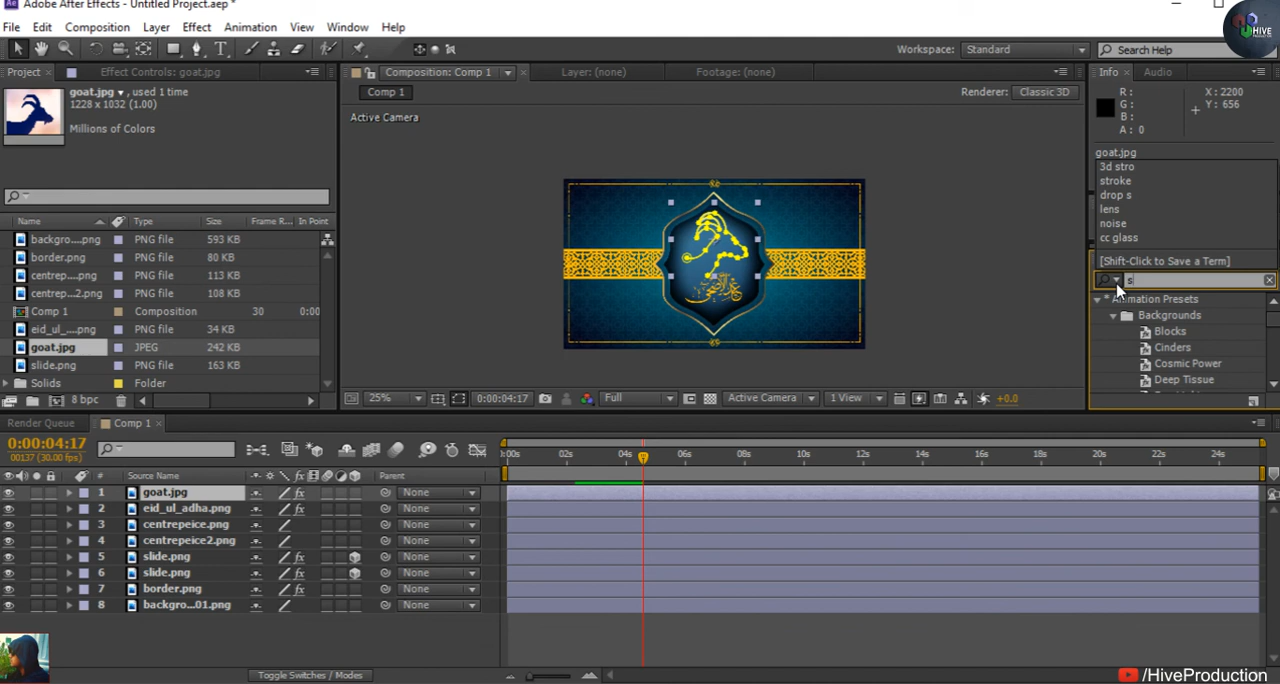 Adobe After Effects - Untitled Project.aep *
HIVE
File Edit Composition Layer Effect Animation View Window Help
Workspace: Standard Search Help
Project Effect Controls: goat.jpg Composition: Comp 1 Layer: (none) Footage: (none) Info Audio
goat.jpg , used 1 time
1228 x 1032 (1.00)
Millions of Colors
Comp 1 Renderer: Classic 3D
Active Camera
R : X : 2200
G : Y : 656
B :
A : 0
goat.jpg
3d stro
stroke
drop s
lens
noise
cc glass
[Shift-Click to Save a Term]
s
* Animation Presets
Backgrounds
Blocks
Cinders
Cosmic Power
Deep Tissue
Name Type Size Frame R... In Point
backgro....png PNG file 593 KB
border.png PNG file 80 KB
centrep....png PNG file 113 KB
centrep...2.png PNG file 108 KB
Comp 1 Composition 30 0:00
eid_ul_....png PNG file 34 KB
goat.jpg JPEG 242 KB
slide.png PNG file 163 KB
Solids Folder
8 bpc
عيد الأضحى
25% 0:00:04:17 Full Active Camera 1 View +0.0
Render Queue Comp 1
0:00:04:17
00137 (30.00 fps)
:00s 02s 04s 06s 08s 10s 12s 14s 16s 18s 20s 22s 24s
# Source Name fx Parent
1 goat.jpg fx None
2 eid_ul_adha.png fx None
3 centrepeice.png None
4 centrepeice2.png None
5 slide.png fx None
6 slide.png fx None
7 border.png fx None
8 backgro...01.png None
Toggle Switches / Modes
/HiveProduction